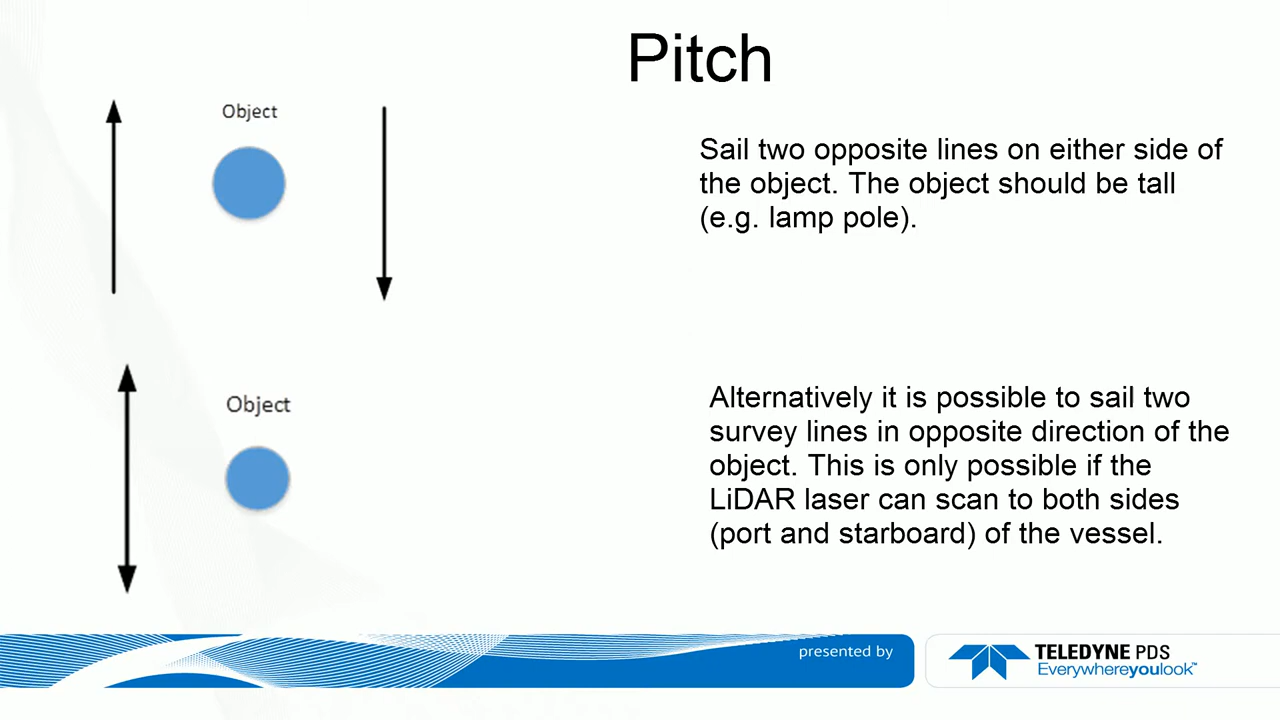 Pitch
Object
Sail two opposite lines on either side of
the object. The object should be tall
(e.g. lamp pole).
Object
Alternatively it is possible to sail two
survey lines in opposite direction of the
object. This is only possible if the
LiDAR laser can scan to both sides
(port and starboard) of the vessel.
presented by
TELEDYNE PDS
Everywhereyoulook™